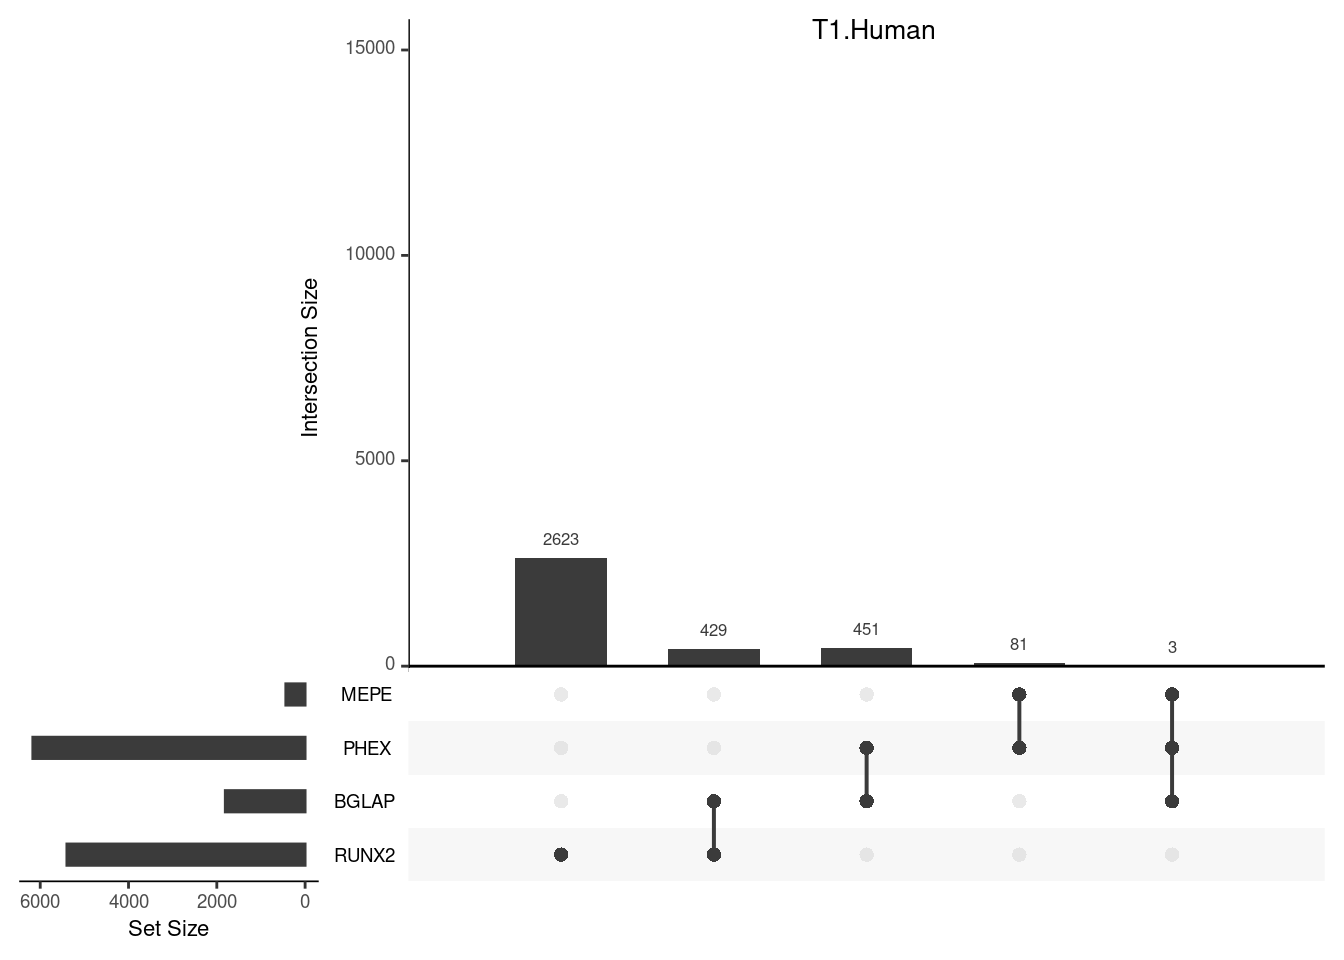 T1.Human
15000
10000
5000
0
Intersection Size
2623
429
451
81
3
MEPE
PHEX
BGLAP
RUNX2
6000 4000 2000 0
Set Size